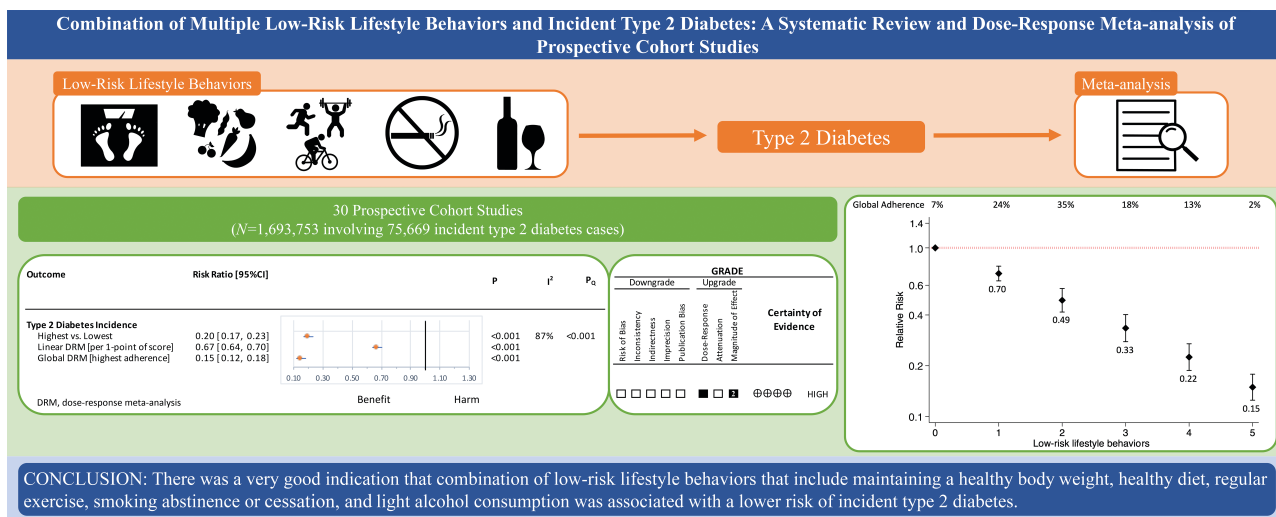 Combination of Multiple Low-Risk Lifestyle Behaviors and Incident Type 2 Diabetes: A Systematic Review and Dose-Response Meta-analysis of
Prospective Cohort Studies
Low-Risk Lifestyle Behaviors
Type 2 Diabetes
Meta-analysis
30 Prospective Cohort Studies
(N=1,693,753 involving 75,669 incident type 2 diabetes cases)
Outcome Risk Ratio [95%CI] P I² PQ
Type 2 Diabetes Incidence
Highest vs. Lowest 0.20 [0.17, 0.23] <0.001 87% <0.001
Linear DRM [per 1-point of score] 0.67 [0.64, 0.70] <0.001
Global DRM [highest adherence] 0.15 [0.12, 0.18] <0.001
0.10 0.30 0.50 0.70 0.90 1.10 1.30
Benefit Harm
DRM, dose-response meta-analysis
GRADE
Downgrade Upgrade
Risk of Bias
Inconsistency
Indirectness
Imprecision
Publication Bias
Dose-Response
Attenuation
Magnitude of Effect
Certainty of
Evidence
2 ⊕⊕⊕⊕ HIGH
Global Adherence 7% 24% 35% 18% 13% 2%
Relative Risk
1.4
1.0
0.6
0.4
0.2
0.1
0.70
0.49
0.33
0.22
0.15
0 1 2 3 4 5
Low-risk lifestyle behaviors
CONCLUSION: There was a very good indication that combination of low-risk lifestyle behaviors that include maintaining a healthy body weight, healthy diet, regular
exercise, smoking abstinence or cessation, and light alcohol consumption was associated with a lower risk of incident type 2 diabetes.